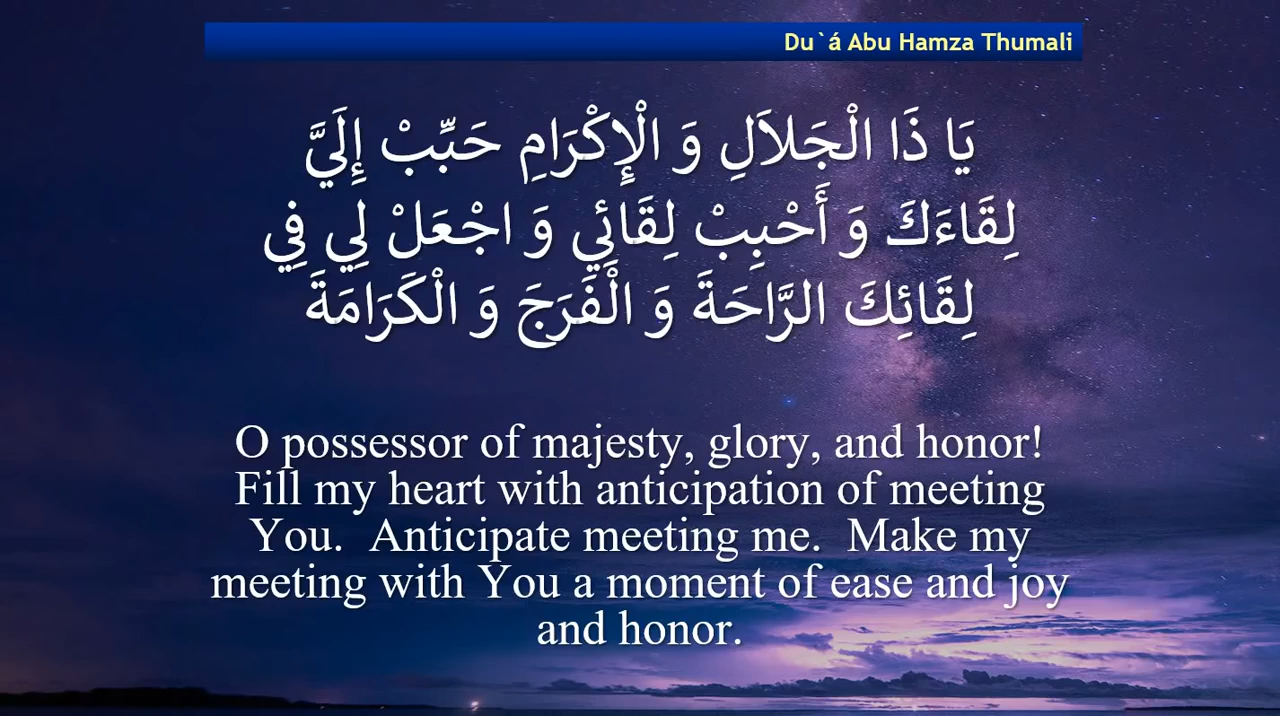 Du`á Abu Hamza Thumali
يَا ذَا الْجَلاَلِ وَ الْإِكْرَامِ حَبِّبْ إِلَيَّ
لِقَاءَكَ وَ أَحْبِبْ لِقَائِي وَ اجْعَلْ لِي فِي
لِقَائِكَ الرَّاحَةَ وَ الْفَرَجَ وَ الْكَرَامَةَ
O possessor of majesty, glory, and honor!
Fill my heart with anticipation of meeting
You.  Anticipate meeting me.  Make my
meeting with You a moment of ease and joy
and honor.